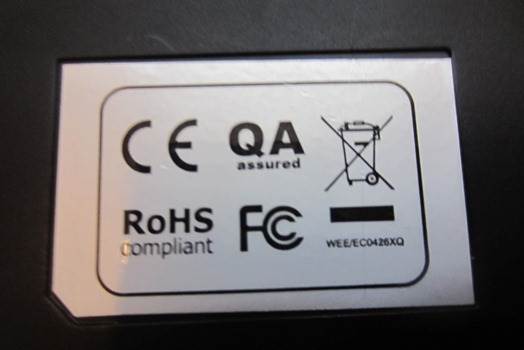 CE
QA
assured
RoHS
compliant
FC
WEE/EC0426XQ